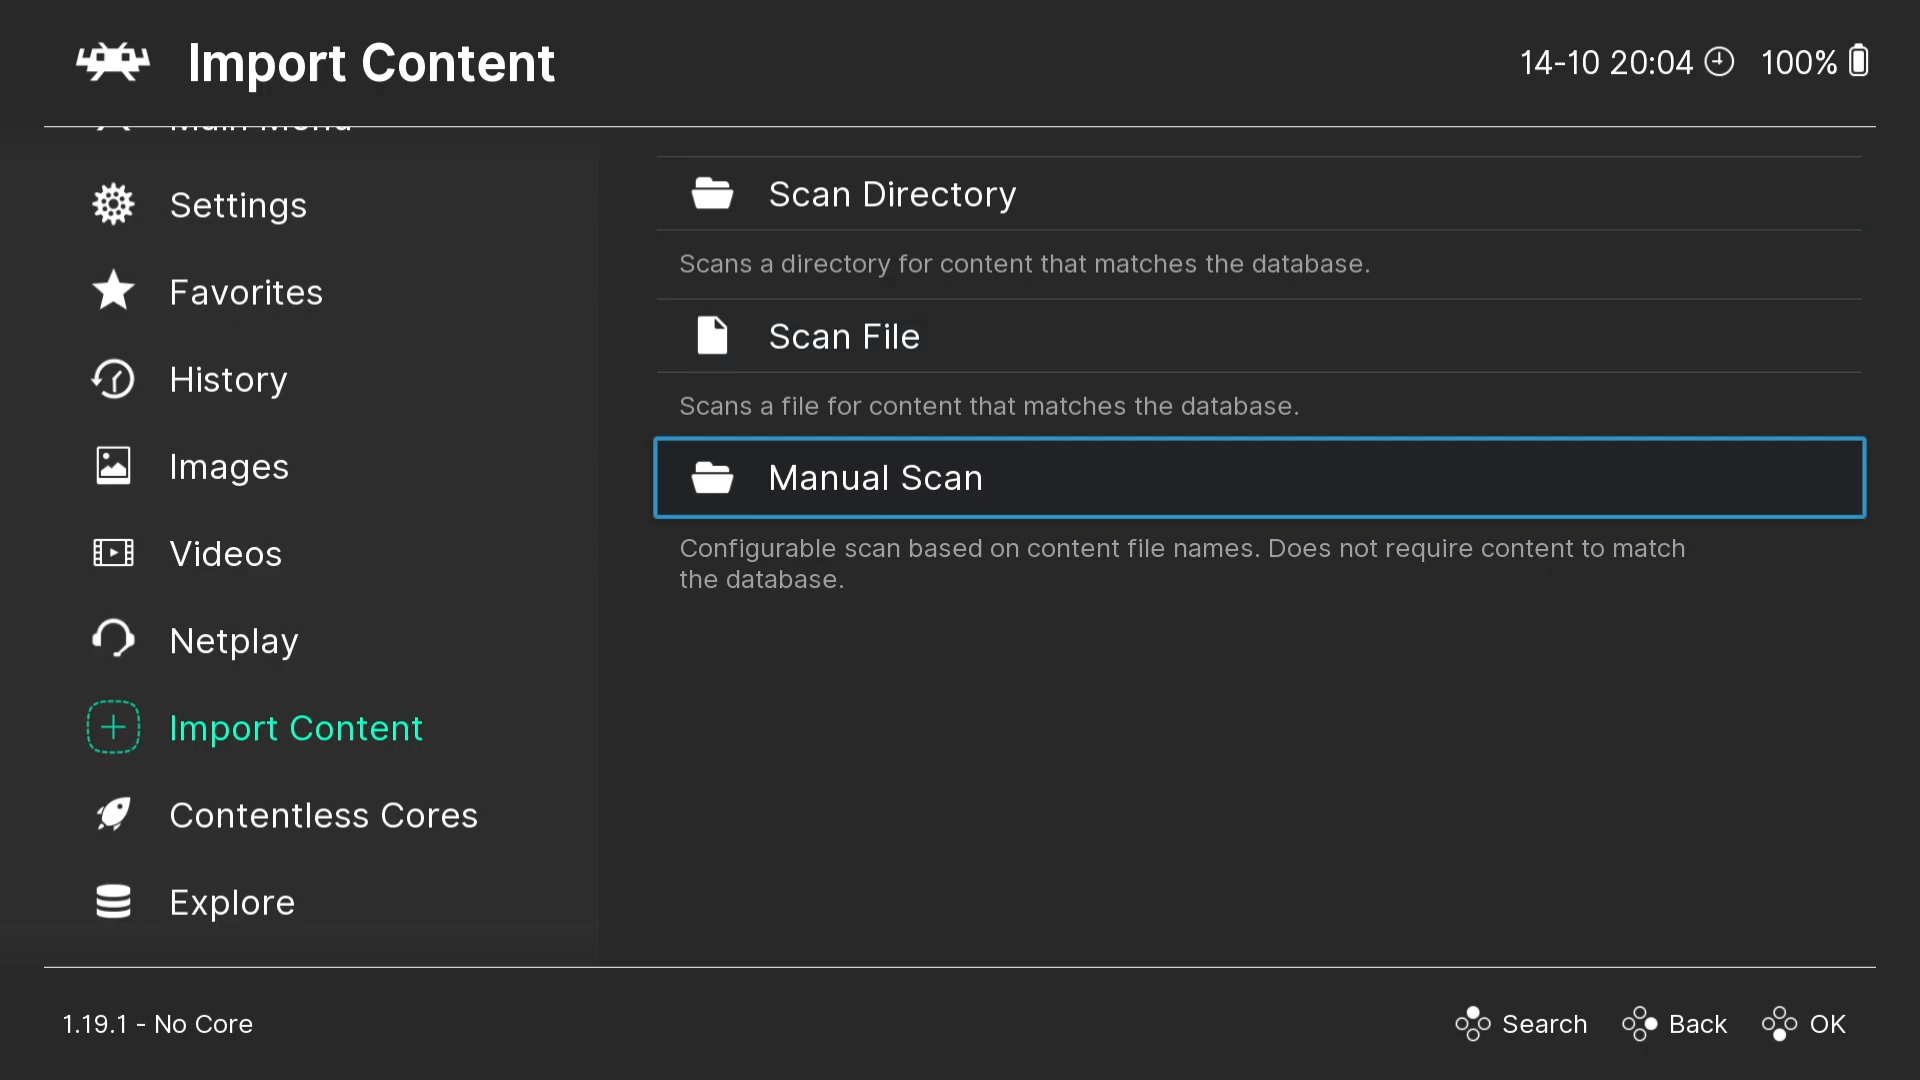 Import Content
14-10 20:04
100%
Main Menu
Settings
Favorites
History
Images
Videos
Netplay
Import Content
Contentless Cores
Explore
Scan Directory
Scans a directory for content that matches the database.
Scan File
Scans a file for content that matches the database.
Manual Scan
Configurable scan based on content file names. Does not require content to match
the database.
1.19.1 - No Core
Search
Back
OK